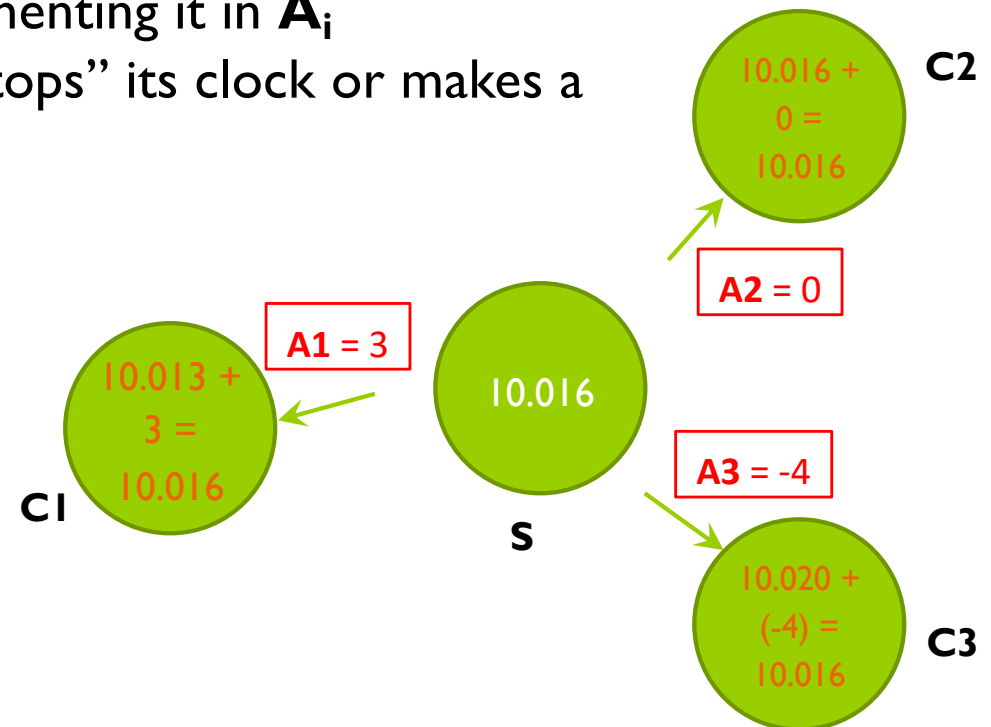 menting it in Ai
tops” its clock or makes a
10.016 +
0 =
10.016
C2
A2 = 0
A1 = 3
10.013 +
3 =
10.016
C1
10.016
S
A3 = -4
10.020 +
(-4) =
10.016
C3